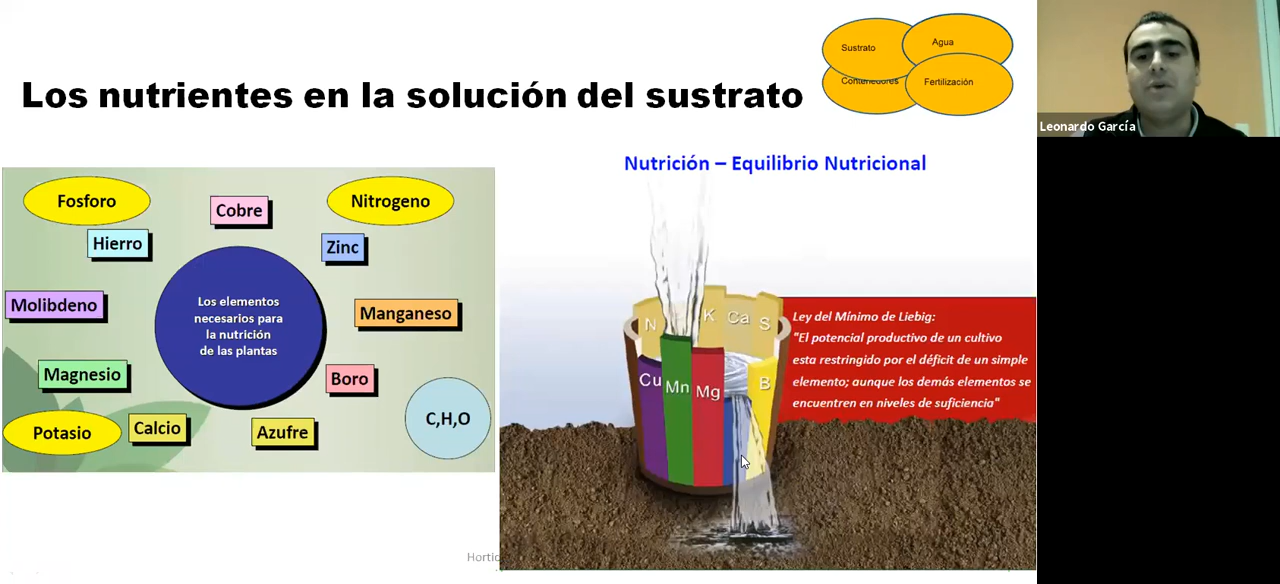 Sustrato
Agua
Contenedores
Fertilización
Los nutrientes en la solución del sustrato
Leonardo García
Nutrición – Equilibrio Nutricional
Fosforo
Cobre
Nitrogeno
Hierro
Zinc
Molibdeno
Los elementos
necesarios para
la nutrición
de las plantas
Manganeso
Magnesio
Boro
Potasio
Calcio
Azufre
C,H,O
N
K
Ca
S
Cu
Mn
Mg
B
Ley del Mínimo de Liebig:
"El potencial productivo de un cultivo
esta restringido por el déficit de un simple
elemento; aunque los demás elementos se
encuentren en niveles de suficiencia"